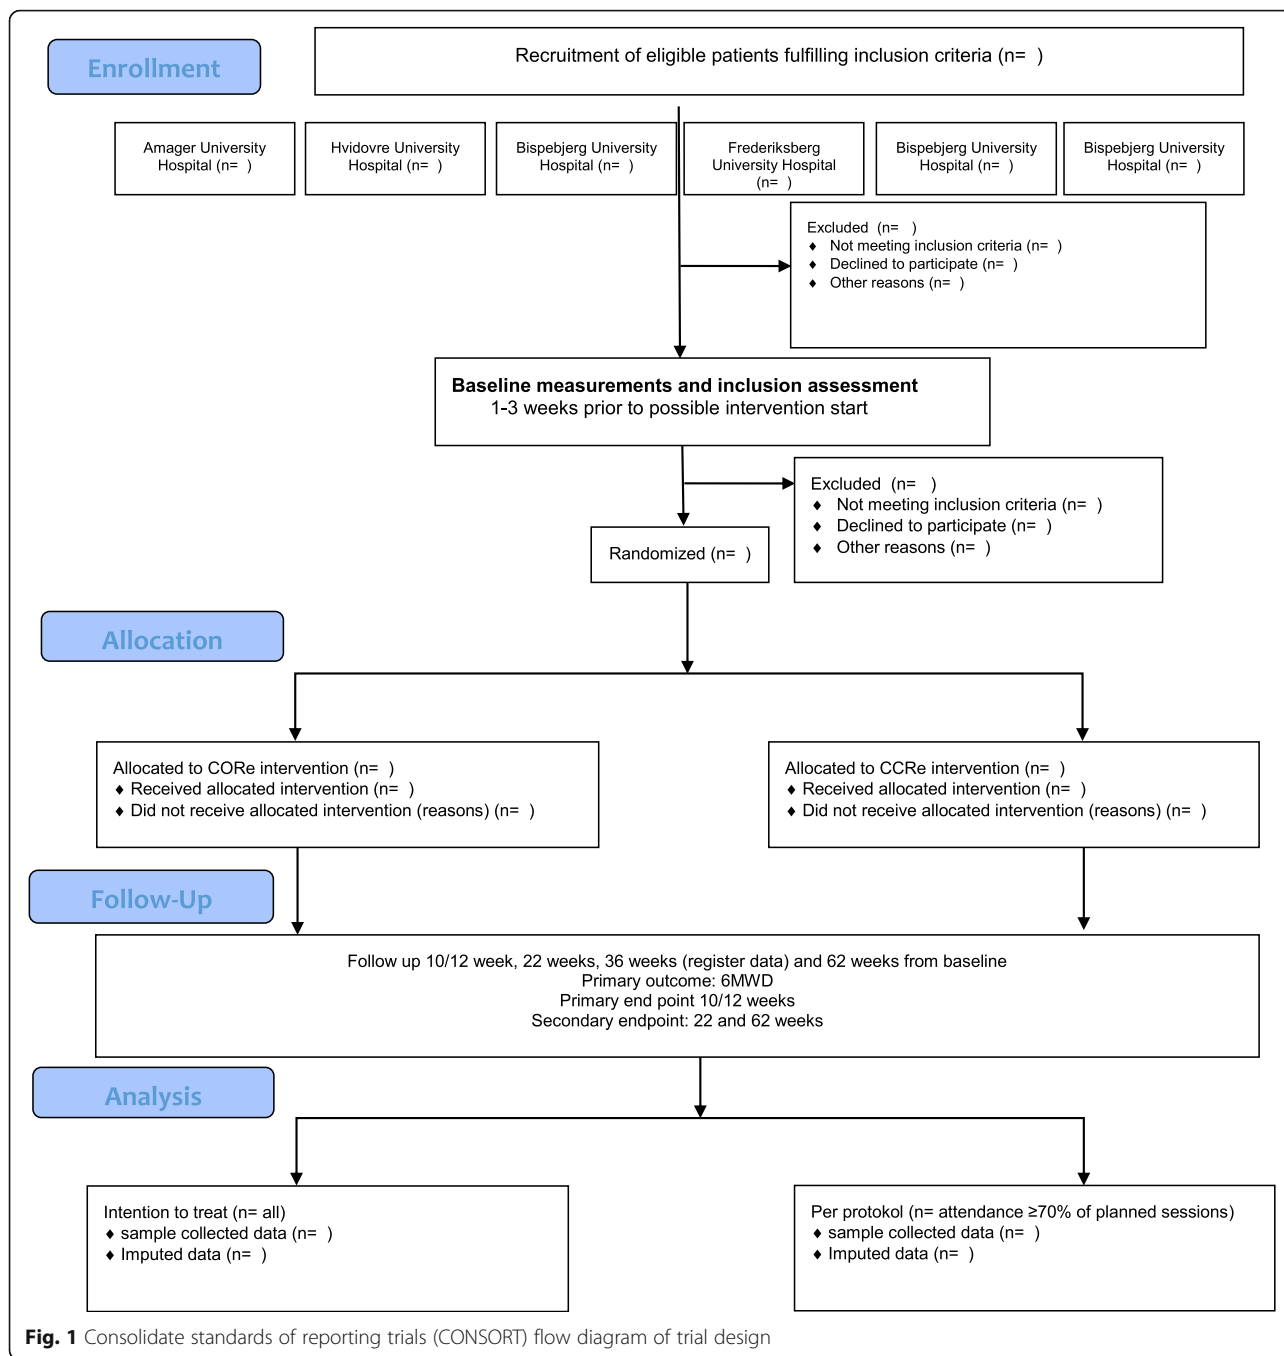 Enrollment
Recruitment of eligible patients fulfilling inclusion criteria (n=  )
Amager University
Hospital (n=  )
Hvidovre University
Hospital (n=  )
Bispebjerg University
Hospital (n=  )
Frederiksberg
University Hospital
(n=  )
Bispebjerg University
Hospital (n=  )
Bispebjerg University
Hospital (n=  )
Excluded  (n=   )
♦ Not meeting inclusion criteria (n=  )
♦ Declined to participate (n=  )
♦ Other reasons (n=  )
Baseline measurements and inclusion assessment
1-3 weeks prior to possible intervention start
Excluded  (n=   )
♦ Not meeting inclusion criteria (n=  )
♦ Declined to participate (n=  )
♦ Other reasons (n=  )
Randomized (n=  )
Allocation
Allocated to CORe intervention (n=  )
♦ Received allocated intervention (n=  )
♦ Did not receive allocated intervention (reasons) (n=  )
Allocated to CCRe intervention (n=  )
♦ Received allocated intervention (n=  )
♦ Did not receive allocated intervention (reasons) (n=  )
Follow-Up
Follow up 10/12 week, 22 weeks, 36 weeks (register data) and 62 weeks from baseline
Primary outcome: 6MWD
Primary end point 10/12 weeks
Secondary endpoint: 22 and 62 weeks
Analysis
Intention to treat (n= all)
♦ sample collected data (n=  )
♦ Imputed data (n=  )
Per protokol (n= attendance ≥70% of planned sessions)
♦ sample collected data (n=  )
♦ Imputed data (n=  )
Fig. 1 Consolidate standards of reporting trials (CONSORT) flow diagram of trial design